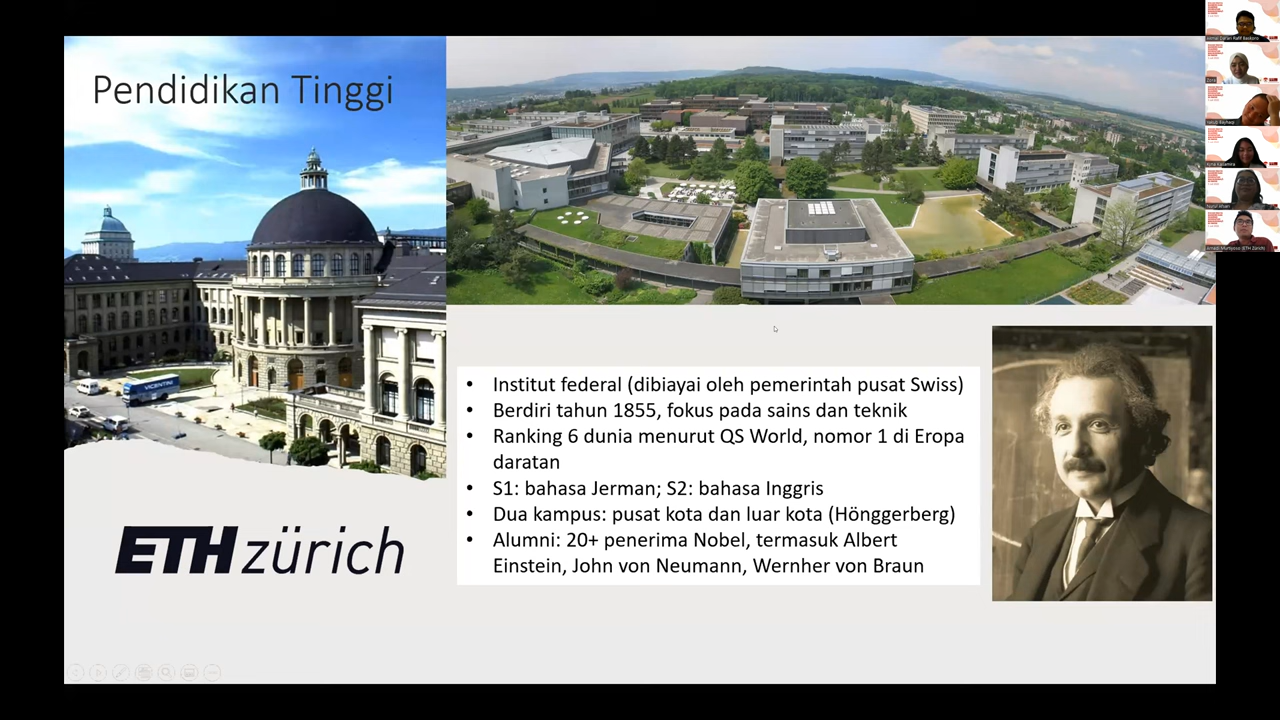 Pendidikan Tinggi
VICENTINI
ETH zürich
• Institut federal (dibiayai oleh pemerintah pusat Swiss)
• Berdiri tahun 1855, fokus pada sains dan teknik
• Ranking 6 dunia menurut QS World, nomor 1 di Eropa
daratan
• S1: bahasa Jerman; S2: bahasa Inggris
• Dua kampus: pusat kota dan luar kota (Hönggerberg)
• Alumni: 20+ penerima Nobel, termasuk Albert
Einstein, John von Neumann, Wernher von Braun